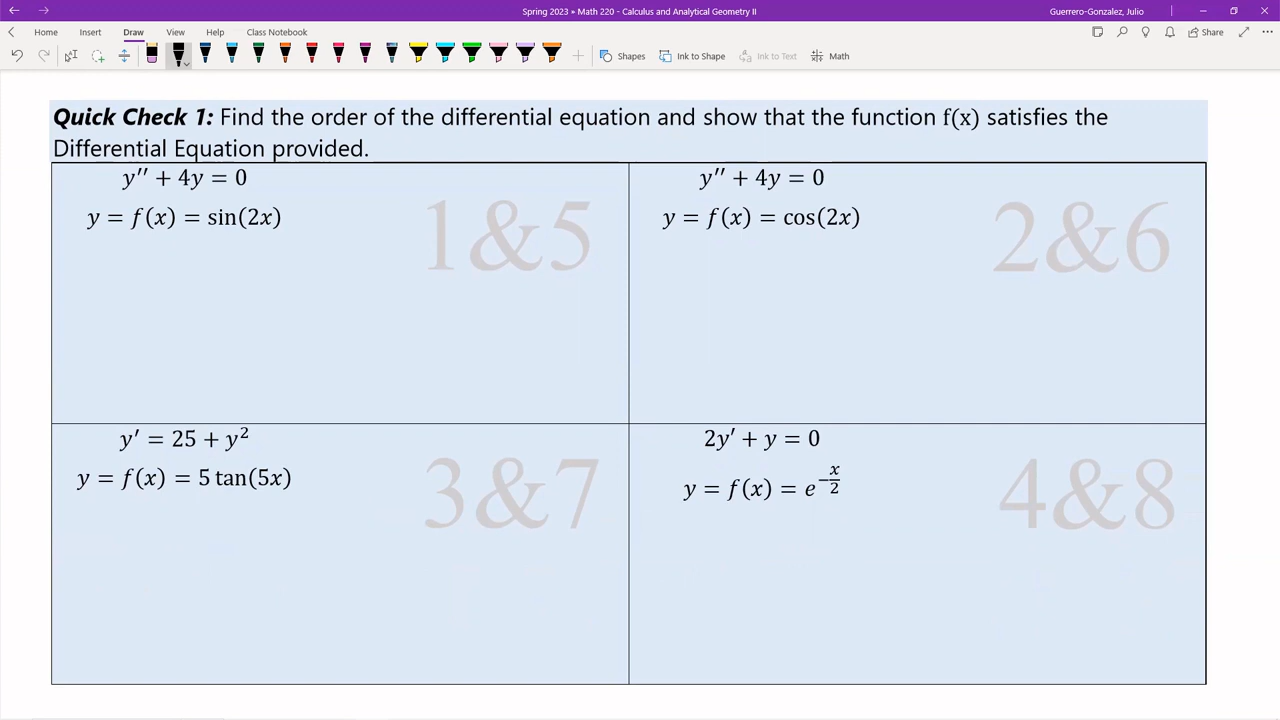 Spring 2023 » Math 220 - Calculus and Analytical Geometry II
Guerrero-Gonzalez, Julio
Home Insert Draw View Help Class Notebook
Share
Shapes Ink to Shape Ink to Text Math
Quick Check 1: Find the order of the differential equation and show that the function f(x) satisfies the
Differential Equation provided.
y′′ + 4y = 0
y = f(x) = sin(2x)
1&5
y′′ + 4y = 0
y = f(x) = cos(2x)
2&6
y′ = 25 + y²
y = f(x) = 5 tan(5x)
3&7
2y′ + y = 0
y = f(x) = e^(−x/2)
4&8